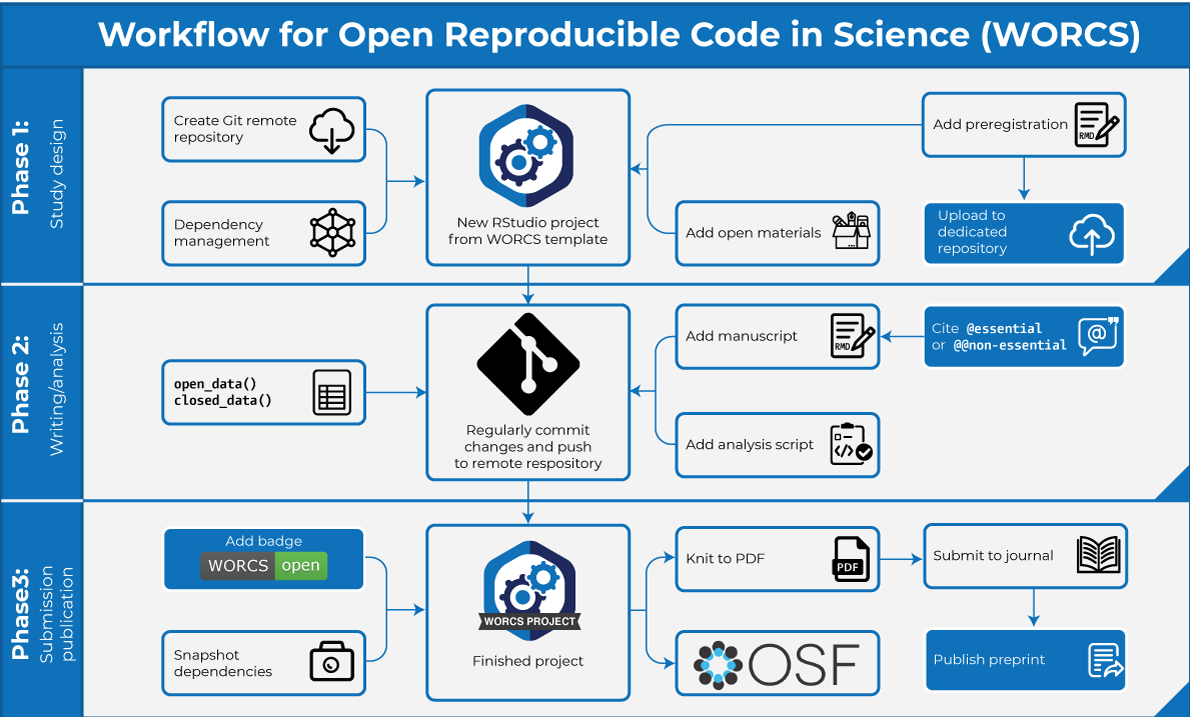 Workflow for Open Reproducible Code in Science (WORCS)
Phase 1:
Study design
Create Git remote
repository
Dependency
management
New RStudio project
from WORCS template
Add preregistration
RMD
Add open materials
Upload to
dedicated
repository
Phase 2:
Writing/analysis
open_data()
closed_data()
Regularly commit
changes and push
to remote respository
Add manuscript
RMD
Cite @essential
or @@non-essential
@
Add analysis script
</>
Phase3:
Submission
publication
Add badge
WORCS open
Snapshot
dependencies
WORCS PROJECT
Finished project
Knit to PDF
PDF
Submit to journal
OSF
Publish preprint